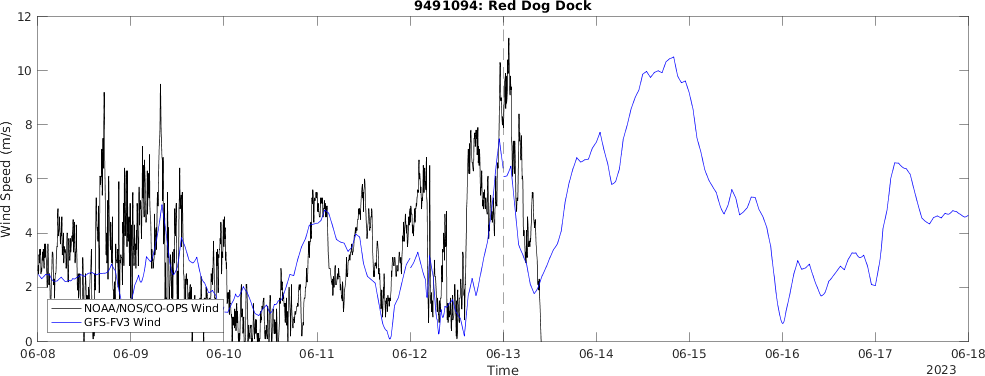 9491094: Red Dog Dock
12
10
8
6
4
2
0
Wind Speed (m/s)
NOAA/NOS/CO-OPS Wind
GFS-FV3 Wind
06-08 06-09 06-10 06-11 06-12 06-13 06-14 06-15 06-16 06-17 06-18
Time
2023